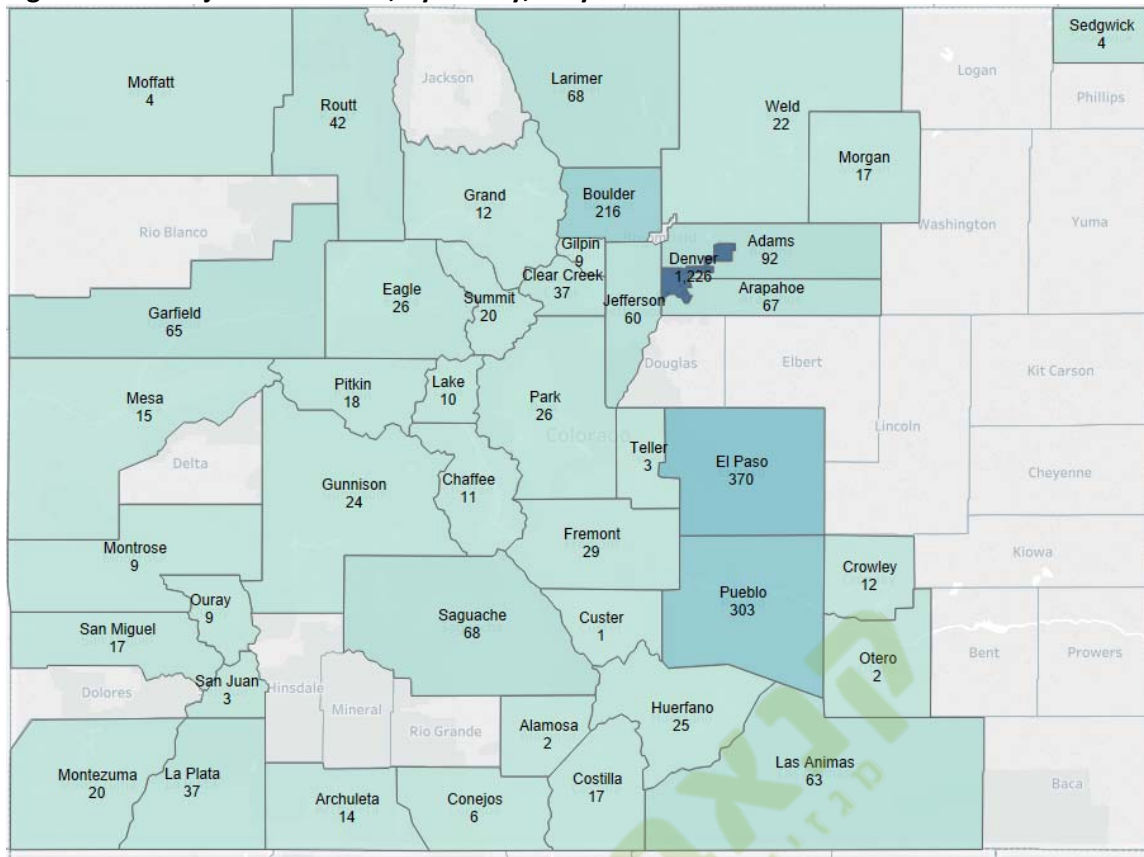 Sedgwick
4
Moffatt
4
Jackson
Larimer
68
Logan
Phillips
Routt
42
Weld
22
Morgan
17
Grand
12
Boulder
216
Washington
Yuma
Rio Blanco
Gilpin
9
Adams
92
Denver
1,226
Clear Creek
37
Arapahoe
67
Eagle
26
Summit
20
Jefferson
60
Garfield
65
Douglas
Elbert
Kit Carson
Mesa
15
Pitkin
18
Lake
10
Park
26
Colorado
Lincoln
Delta
Teller
3
El Paso
370
Cheyenne
Gunnison
24
Chaffee
11
Fremont
29
Montrose
9
Kiowa
Crowley
12
Ouray
9
Pueblo
303
Saguache
68
Custer
1
San Miguel
17
Otero
2
Bent
Prowers
San Juan
3
Dolores
Hinsdale
Mineral
Rio Grande
Alamosa
2
Huerfano
25
Montezuma
20
La Plata
37
Archuleta
14
Conejos
6
Costilla
17
Las Animas
63
Baca